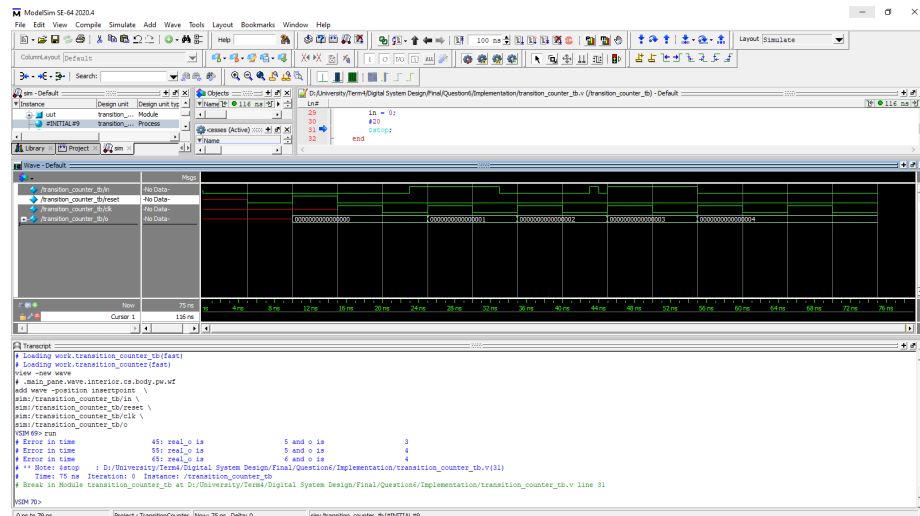 ModelSim SE-64 2020.4
File Edit View Compile Simulate Add Wave Tools Layout Bookmarks Window Help
Help
100 ns
Layout Simulate
ColumnLayout Default
Search:
sim - Default
Instance Design unit Design unit typ
uut transition_... Module
#INITIAL#9 transition_... Process
Library Project sim
Objects
Name 116 ns
Processes (Active)
Name
D:/University/Term4/Digital System Design/Final/Question6/Implementation/transition_counter_tb.v (/transition_counter_tb) - Default
Ln# 116 ns
29 in = 0;
30 #20
31 $stop;
32 end
Wave - Default
Msgs
/transition_counter_tb/in -No Data-
/transition_counter_tb/reset -No Data-
/transition_counter_tb/clk -No Data-
/transition_counter_tb/o -No Data- 0000000000000000 0000000000000001 0000000000000002 0000000000000003 0000000000000004
Now 75 ns
ns 4 ns 8 ns 12 ns 16 ns 20 ns 24 ns 28 ns 32 ns 36 ns 40 ns 44 ns 48 ns 52 ns 56 ns 60 ns 64 ns 68 ns 72 ns 76 ns
Cursor 1 116 ns
Transcript
# Loading work.transition_counter_tb(fast)
# Loading work.transition_counter(fast)
view -new wave
# .main_pane.wave.interior.cs.body.pw.wf
add wave -position insertpoint \
sim:/transition_counter_tb/in \
sim:/transition_counter_tb/reset \
sim:/transition_counter_tb/clk \
sim:/transition_counter_tb/o
VSIM 69> run
# Error in time 45: real_o is 5 and o is 3
# Error in time 55: real_o is 5 and o is 4
# Error in time 65: real_o is 6 and o is 4
# ** Note: $stop : D:/University/Term4/Digital System Design/Final/Question6/Implementation/transition_counter_tb.v(31)
# Time: 75 ns Iteration: 0 Instance: /transition_counter_tb
# Break in Module transition_counter_tb at D:/University/Term4/Digital System Design/Final/Question6/Implementation/transition_counter_tb.v line 31
VSIM 70>
0 ns to 79 ns Project : TransitionCounter Now: 75 ns Delta: 0 sim:/transition_counter_tb/#INITIAL#9